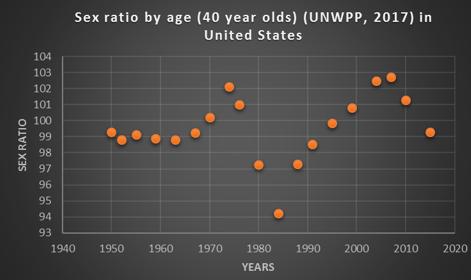 Sex ratio by age (40 year olds) (UNWPP, 2017) in
United States
104
103
102
101
100
99
98
97
96
95
94
93
SEX RATIO
1940 1950 1960 1970 1980 1990 2000 2010 2020
YEARS